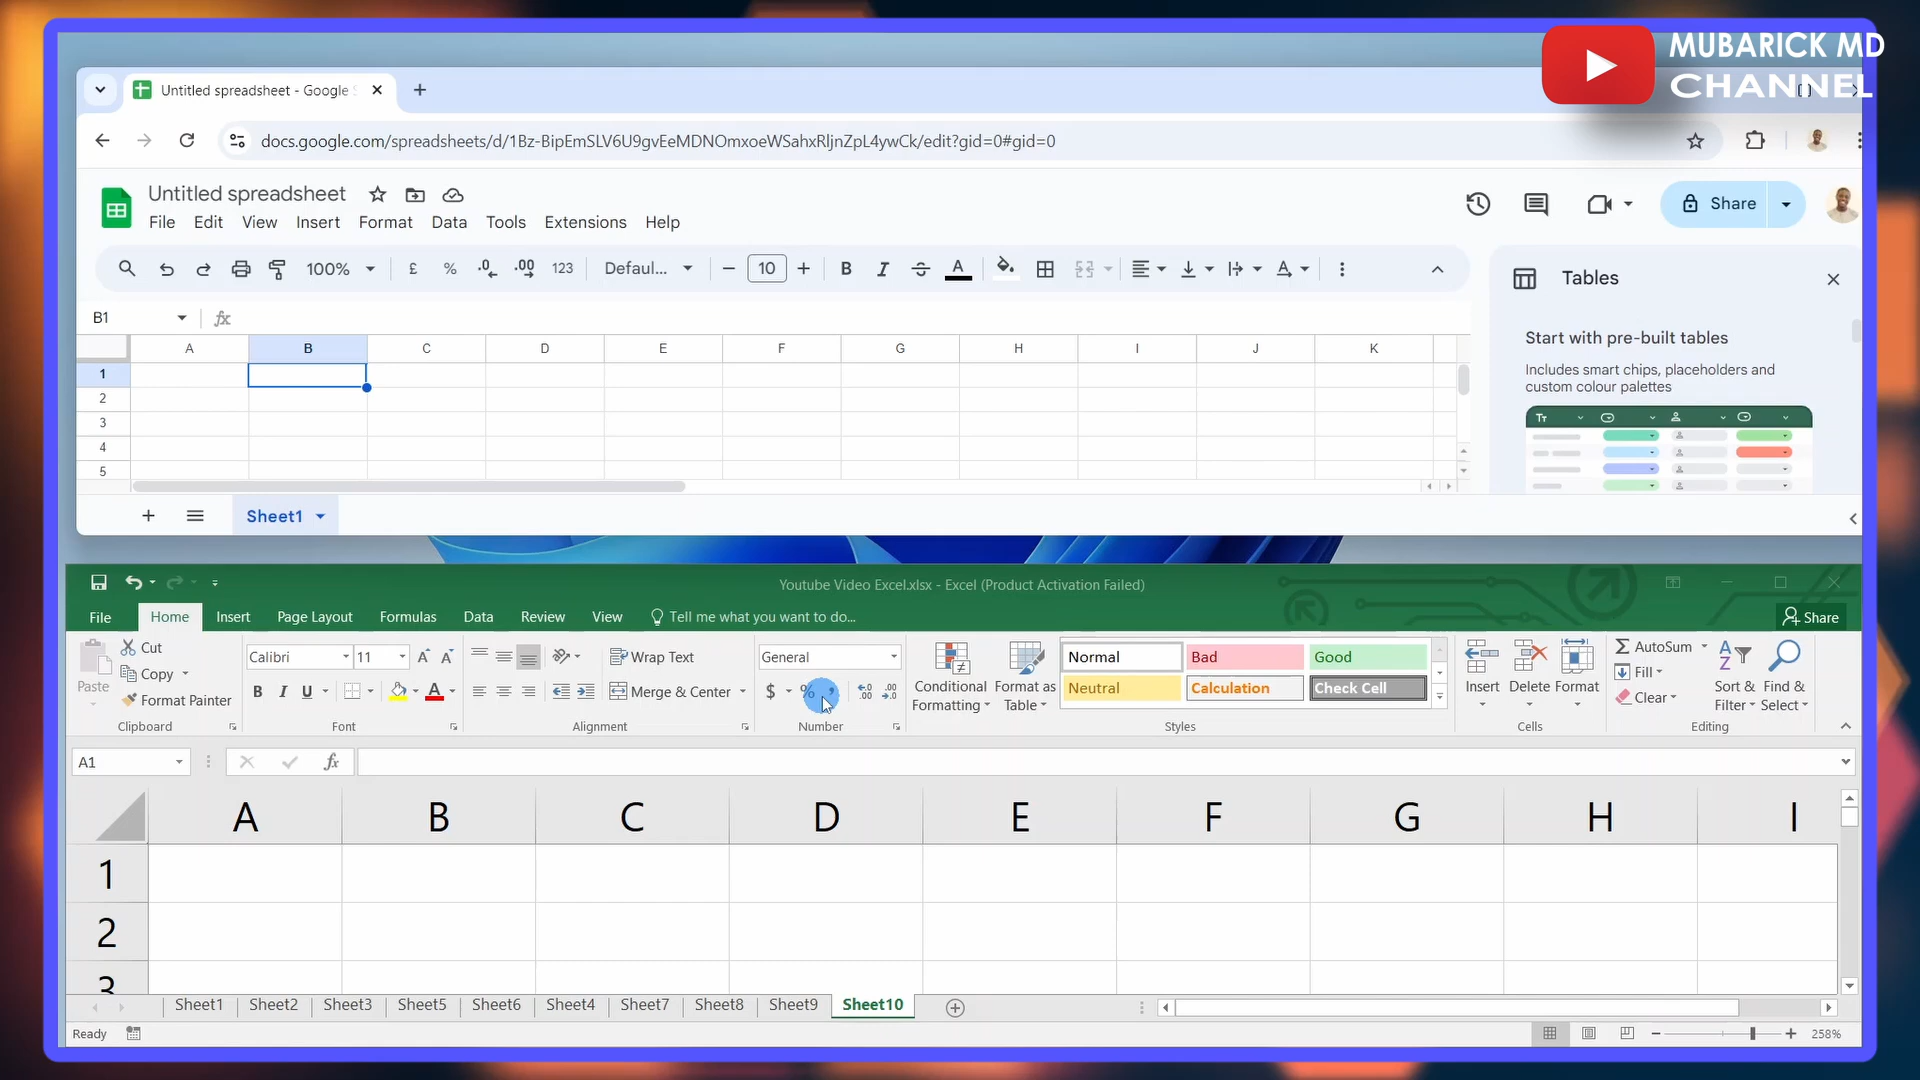 MUBARICK MD
CHANNEL
Untitled spreadsheet - Google S
docs.google.com/spreadsheets/d/1Bz-BipEmSLV6U9gvEeMDNOmxoeWSahxRljnZpL4ywCk/edit?gid=0#gid=0
Untitled spreadsheet
File Edit View Insert Format Data Tools Extensions Help
Share
100% £ % .0 .00 123 Defaul... 10 B I S A
Tables
B1 fx
Start with pre-built tables
Includes smart chips, placeholders and
custom colour palettes
A B C D E F G H I J K
1
2
3
4
5
Sheet1
Youtube Video Excel.xlsx - Excel (Product Activation Failed)
File Home Insert Page Layout Formulas Data Review View Tell me what you want to do... Share
Paste Cut Copy Format Painter
Clipboard
Calibri 11
B I U
Font
Wrap Text
Merge & Center
Alignment
General
$ % ,
Number
Conditional Formatting
Format as Table
Normal Bad Good
Neutral Calculation Check Cell
Styles
Insert Delete Format
Cells
AutoSum
Fill
Clear
Sort & Filter
Find & Select
Editing
A1 fx
A B C D E F G H I
1
2
3
Sheet1 Sheet2 Sheet3 Sheet5 Sheet6 Sheet4 Sheet7 Sheet8 Sheet9 Sheet10
Ready 258%